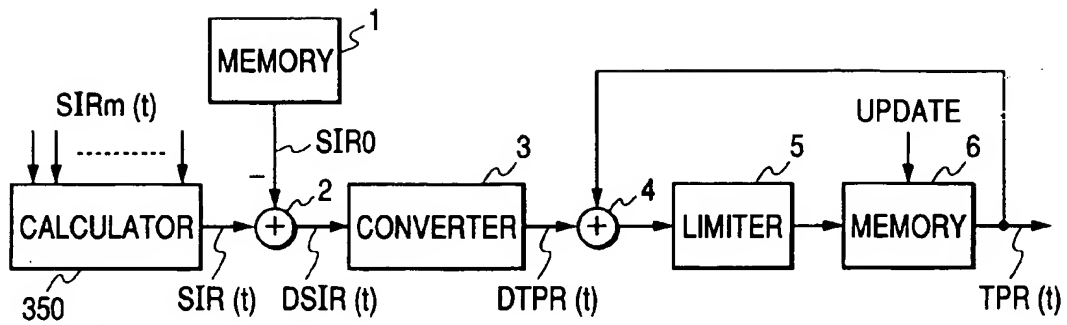 1
MEMORY
SIRm (t)
SIR0
UPDATE
–
2
3
4
5
6
CALCULATOR
+
CONVERTER
+
LIMITER
MEMORY
350
SIR (t)
DSIR (t)
DTPR (t)
TPR (t)